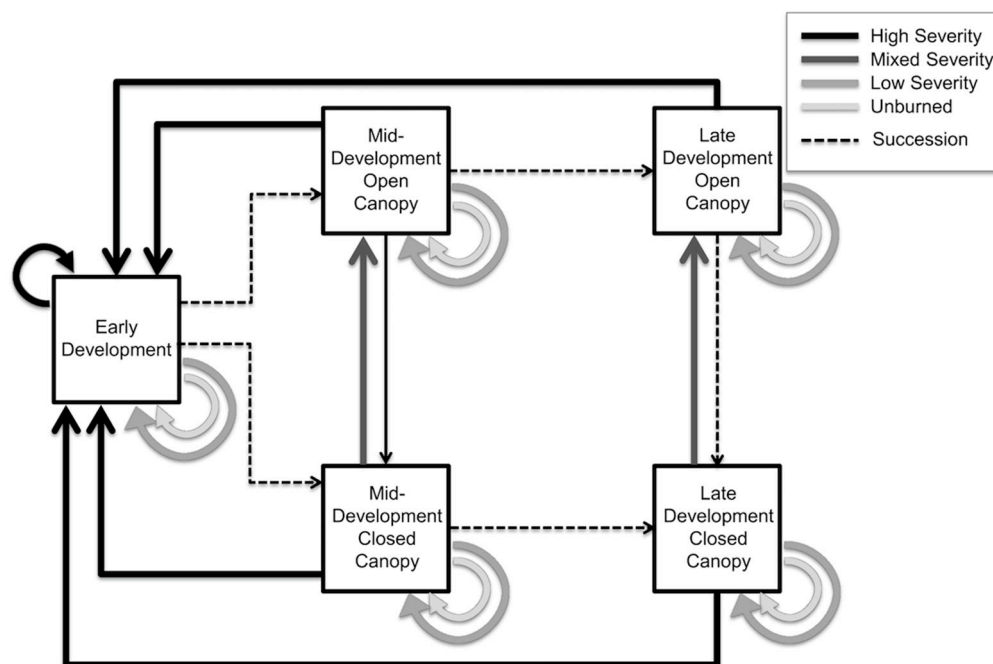 High Severity
Mixed Severity
Low Severity
Unburned
Succession
Mid-
Development
Open
Canopy
Late
Development
Open
Canopy
Early
Development
Mid-
Development
Closed
Canopy
Late
Development
Closed
Canopy